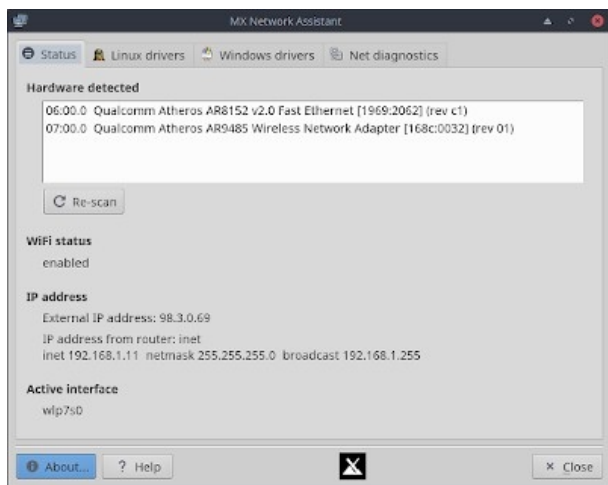 MX Network Assistant
Status Linux drivers Windows drivers Net diagnostics
Hardware detected
06:00.0 Qualcomm Atheros AR8152 v2.0 Fast Ethernet [1969:2062] (rev c1)
07:00.0 Qualcomm Atheros AR9485 Wireless Network Adapter [168c:0032] (rev 01)
Re-scan
WiFi status
enabled
IP address
External IP address: 98.3.0.69
IP address from router: inet
inet 192.168.1.11 netmask 255.255.255.0 broadcast 192.168.1.255
Active interface
wlp7s0
About... ? Help × Close